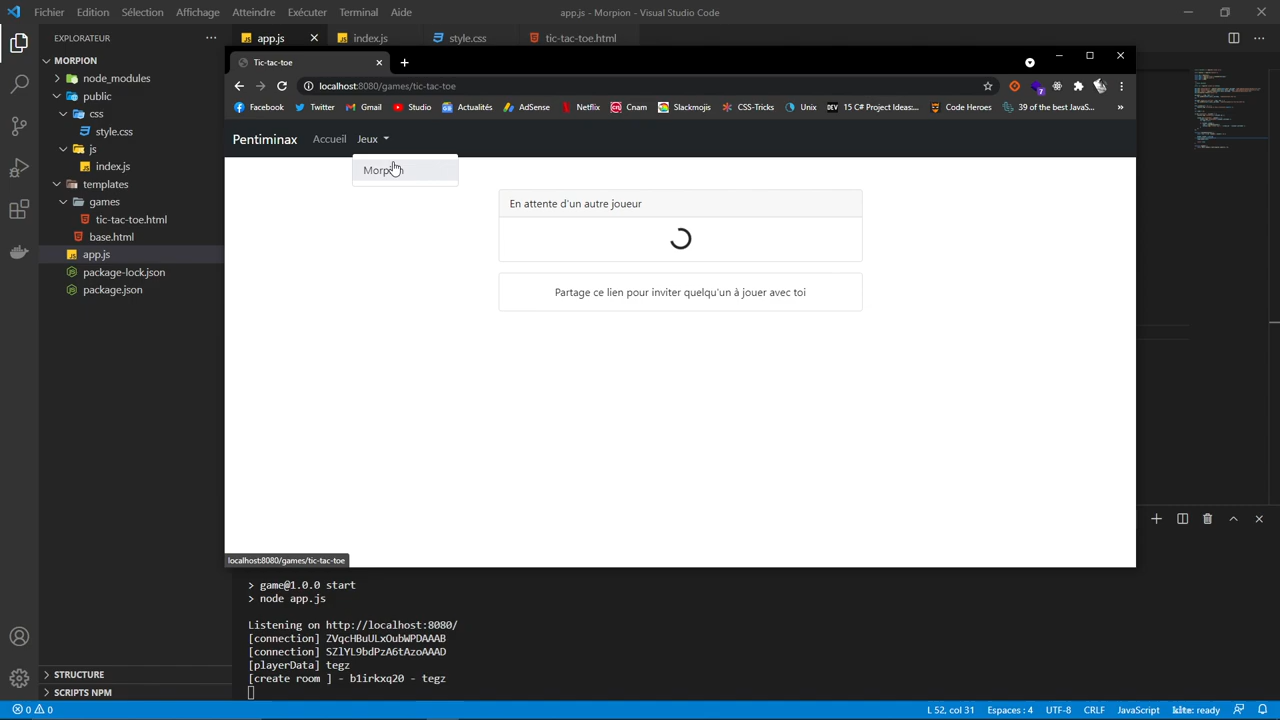 Fichier Edition Sélection Affichage Atteindre Exécuter Terminal Aide
app.js - Morpion - Visual Studio Code
EXPLORATEUR
app.js
index.js
style.css
tic-tac-toe.html
MORPION
node_modules
public
css
style.css
js
index.js
templates
games
tic-tac-toe.html
base.html
app.js
package-lock.json
package.json
STRUCTURE
SCRIPTS NPM
Tic-tac-toe
localhost:8080/games/tic-tac-toe
Facebook Twitter Gmail Studio Actualités AdSense Netflix Cnam Slackmojis CSS-Tricks Unix 15 C# Project Ideas... Code Heroes 39 of the best JavaS...
Pentiminax Accueil Jeux
Morpion
En attente d'un autre joueur
Partage ce lien pour inviter quelqu'un à jouer avec toi
localhost:8080/games/tic-tac-toe
> game@1.0.0 start
> node app.js
Listening on http://localhost:8080/
[connection] ZVqcHBuULxOubWPDAAAB
[connection] SZlYL9bdPzA6tAzoAAAD
[playerData] tegz
[create room ] - b1irkxq20 - tegz
0 0
L 52, col 31 Espaces : 4 UTF-8 CRLF JavaScript kite: ready